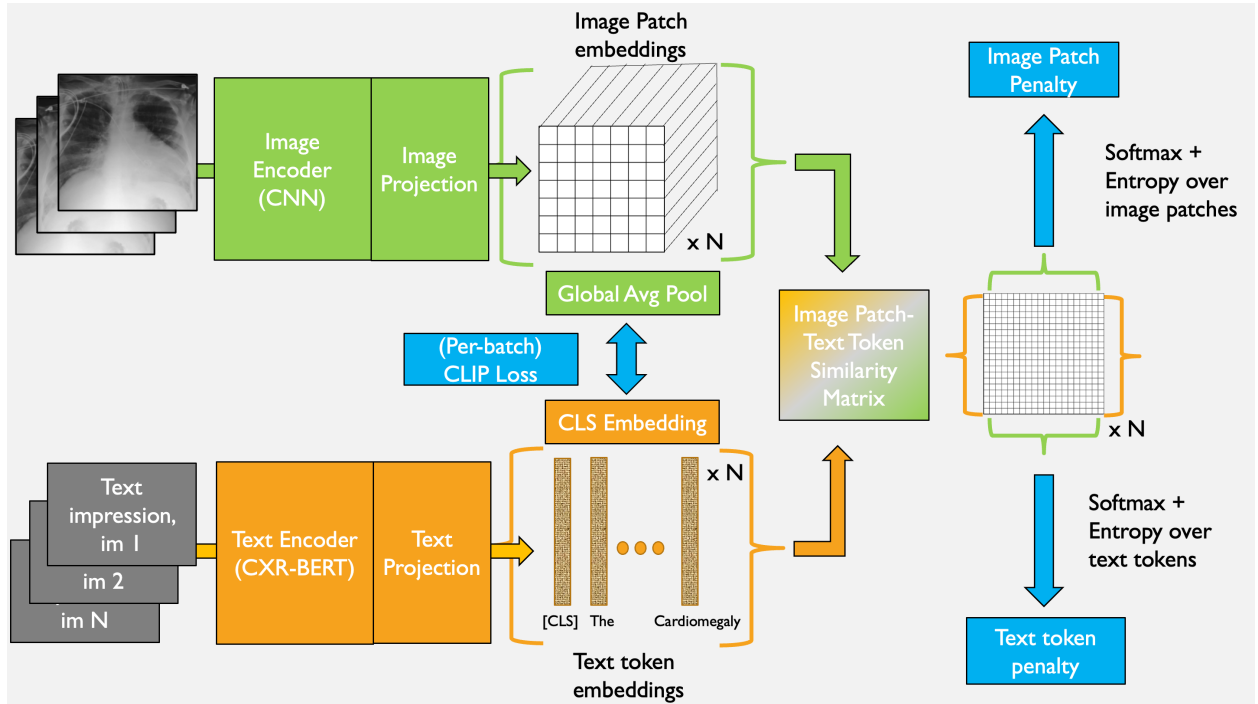 Image Patch
embeddings
Image Patch
Penalty
Image
Encoder
(CNN)
Image
Projection
x N
Softmax +
Entropy over
image patches
Global Avg Pool
(Per-batch)
CLIP Loss
Image Patch-
Text Token
Similarity
Matrix
CLS Embedding
x N
x N
Text
impression,
im 1
im 2
im N
Text Encoder
(CXR-BERT)
Text
Projection
[CLS]
The
Cardiomegaly
Text token
embeddings
Softmax +
Entropy over
text tokens
Text token
penalty